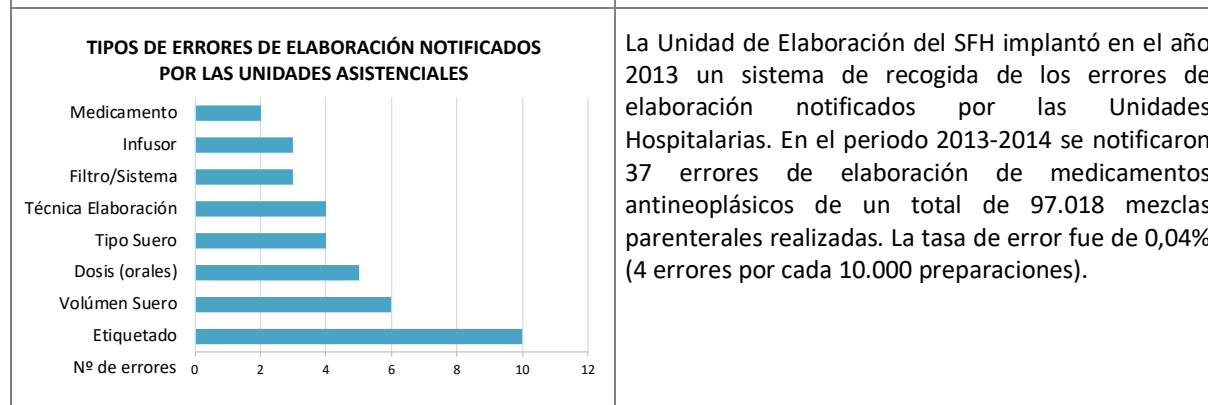 TIPOS DE ERRORES DE ELABORACIÓN NOTIFICADOS
POR LAS UNIDADES ASISTENCIALES
Medicamento
Infusor
Filtro/Sistema
Técnica Elaboración
Tipo Suero
Dosis (orales)
Volúmen Suero
Etiquetado
Nº de errores 0 2 4 6 8 10 12
La Unidad de Elaboración del SFH implantó en el año
2013 un sistema de recogida de los errores de
elaboración notificados por las Unidades
Hospitalarias. En el periodo 2013-2014 se notificaron
37 errores de elaboración de medicamentos
antineoplásicos de un total de 97.018 mezclas
parenterales realizadas. La tasa de error fue de 0,04%
(4 errores por cada 10.000 preparaciones).